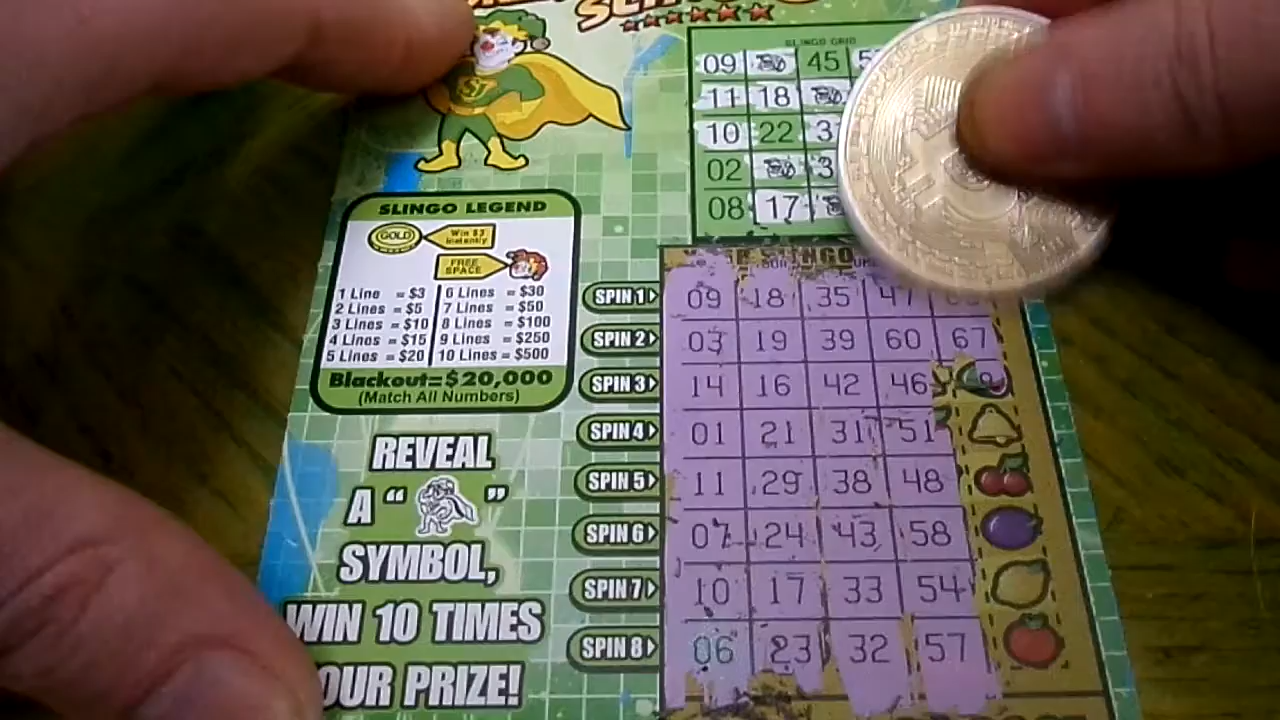 SLINGO GRID
09 45
11 18
10 22
02
08 17
ST
SLINGO LEGEND
GOLD Win $3 Instantly
FREE SPACE
1 Line = $3 6 Lines = $30
2 Lines = $5 7 Lines = $50
3 Lines = $10 8 Lines = $100
4 Lines = $15 9 Lines = $250
5 Lines = $20 10 Lines = $500
Blackout=$20,000
(Match All Numbers)
SPIN 1 09 18 35 47
SPIN 2 03 19 39 60 67
SPIN 3 14 16 42 46
SPIN 4 01 21 31 51
SPIN 5 11 29 38 48
SPIN 6 07 24 43 58
SPIN 7 10 17 33 54
SPIN 8 06 23 32 57
REVEAL
A " "
SYMBOL,
WIN 10 TIMES
OUR PRIZE!